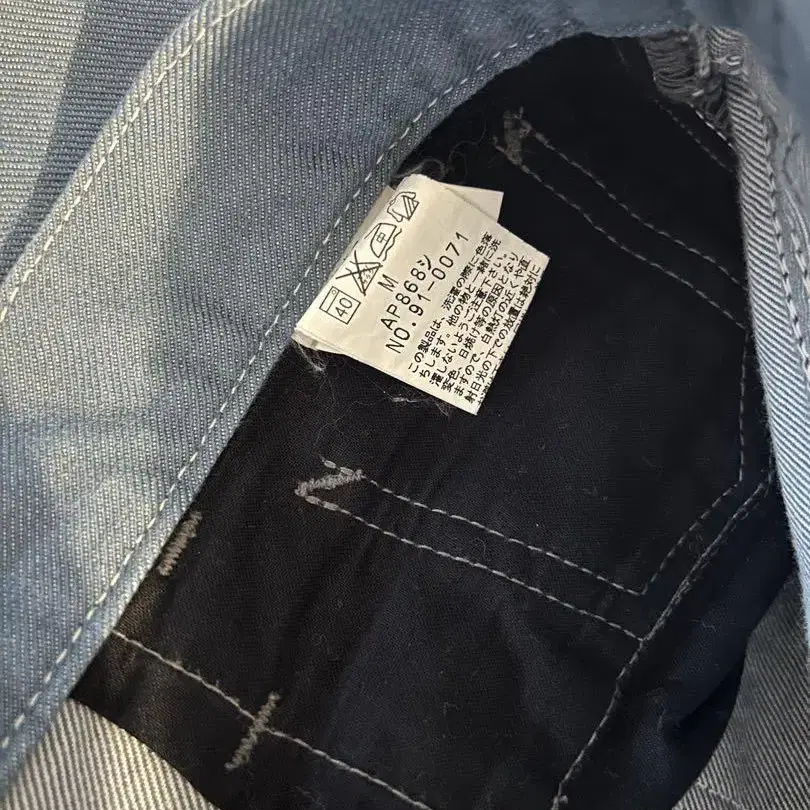 40
M
AP868シ
NO.91-0071
この製品は、洗濯の際に色落
ちします。他の物と一緒に洗
濯しないようご注意下さい。
変色、日焼け等の原因となり
ますので、白熱灯の近くや直
射日光の下での放置は絶対に